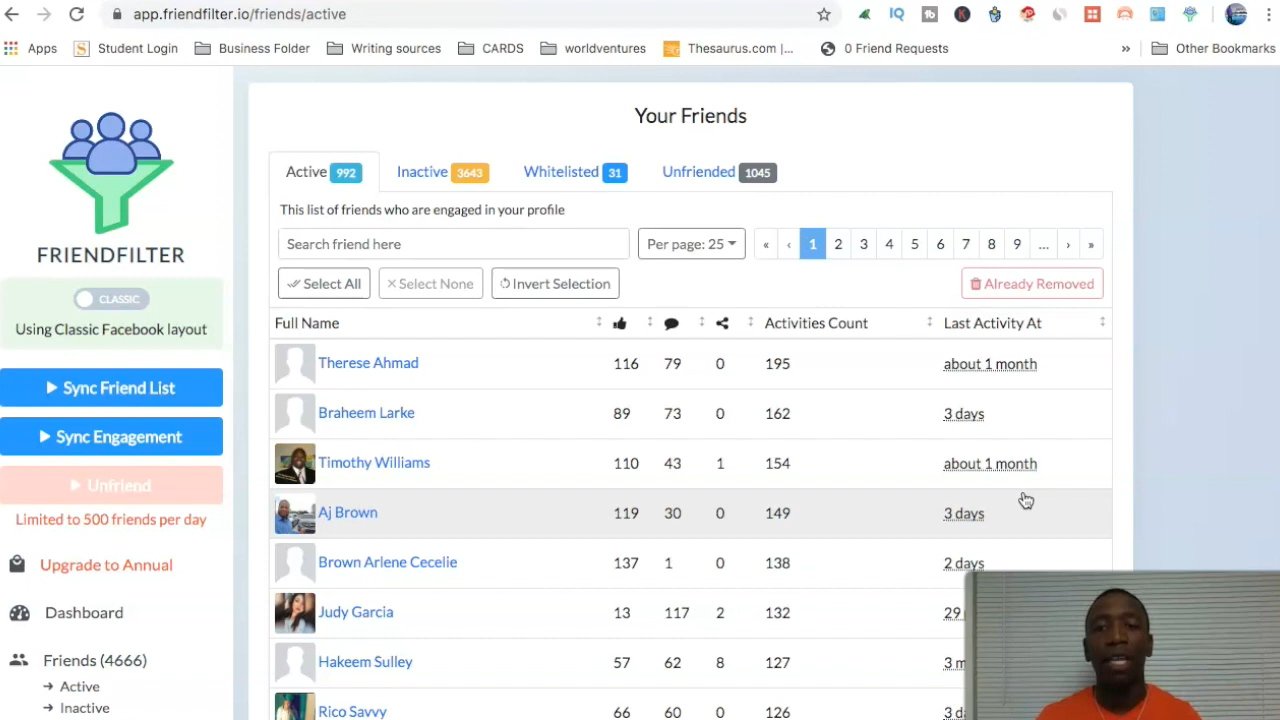 app.friendfilter.io/friends/active
Apps Student Login Business Folder Writing sources CARDS worldventures Thesaurus.com |... 0 Friend Requests » Other Bookmarks
FRIENDFILTER
CLASSIC
Using Classic Facebook layout
Sync Friend List
Sync Engagement
Unfriend
Limited to 500 friends per day
Upgrade to Annual
Dashboard
Friends (4666)
→ Active
→ Inactive
Your Friends
Active 992 Inactive 3643 Whitelisted 31 Unfriended 1045
This list of friends who are engaged in your profile
Search friend here Per page: 25 « ‹ 1 2 3 4 5 6 7 8 9 ... › »
Select All Select None Invert Selection Already Removed
Full Name Activities Count Last Activity At
Therese Ahmad 116 79 0 195 about 1 month
Braheem Larke 89 73 0 162 3 days
Timothy Williams 110 43 1 154 about 1 month
Aj Brown 119 30 0 149 3 days
Brown Arlene Cecelie 137 1 0 138 2 days
Judy Garcia 13 117 2 132 29
Hakeem Sulley 57 62 8 127 3 m
Rico Savvy 66 60 0 126 3 d